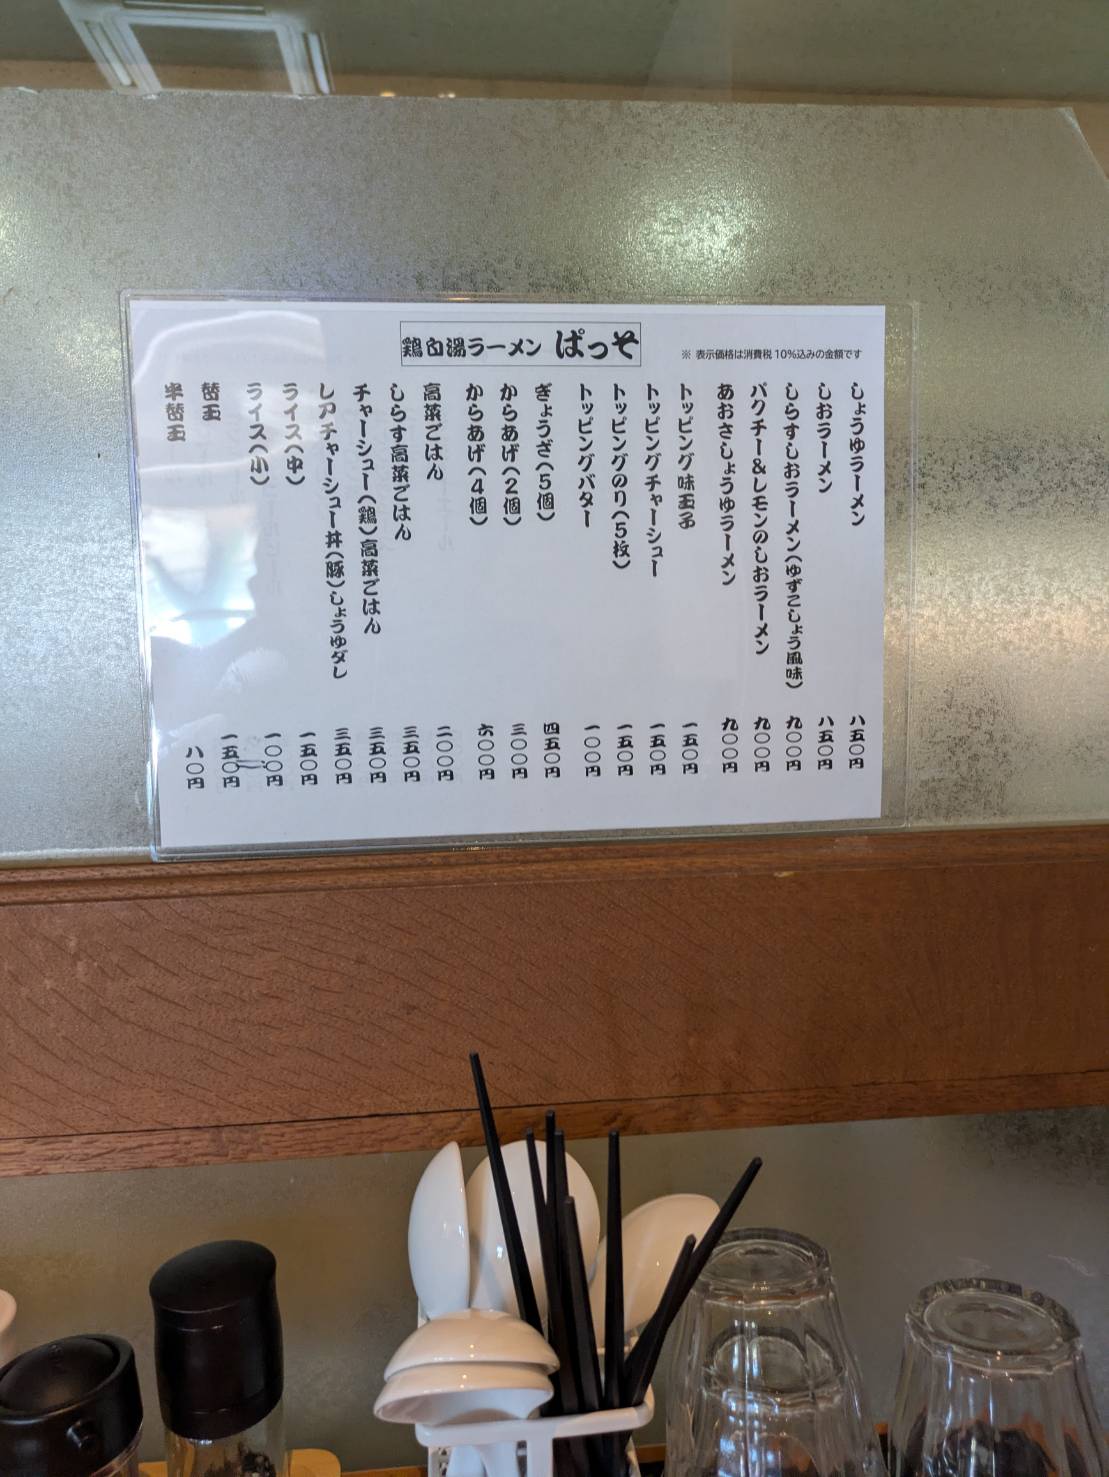 鶏白湯ラーメン ぱっそ
※ 表示価格は消費税10%込みの金額です
しょうゆラーメン 八五〇円
しおラーメン 八五〇円
しらすしおラーメン(ゆずこしょう風味) 九〇〇円
パクチー&レモンのしおラーメン 九〇〇円
あおさしょうゆラーメン 九〇〇円
トッピング味玉子 一五〇円
トッピングチャーシュー 一五〇円
トッピングのり(5枚) 一五〇円
トッピングバター 一〇〇円
ぎょうざ(5個) 四五〇円
からあげ(2個) 三〇〇円
からあげ(4個) 六〇〇円
高菜ごはん 二〇〇円
しらす高菜ごはん 三五〇円
チャーシュー(鶏)高菜ごはん 三五〇円
レアチャーシュー丼(豚)しょうゆダレ 三五〇円
ライス(中) 一五〇円
ライス(小) 一〇〇円
替玉 一五〇円
半替玉 八〇円